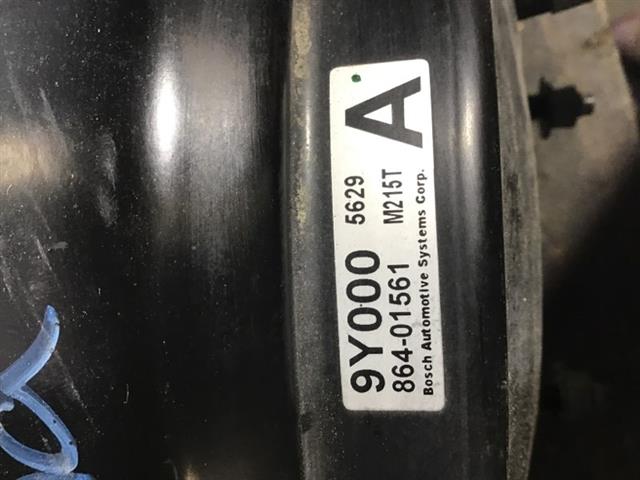 9Y000 5629 A
864-01561 M215T
Bosch Automotive Systems Corp.